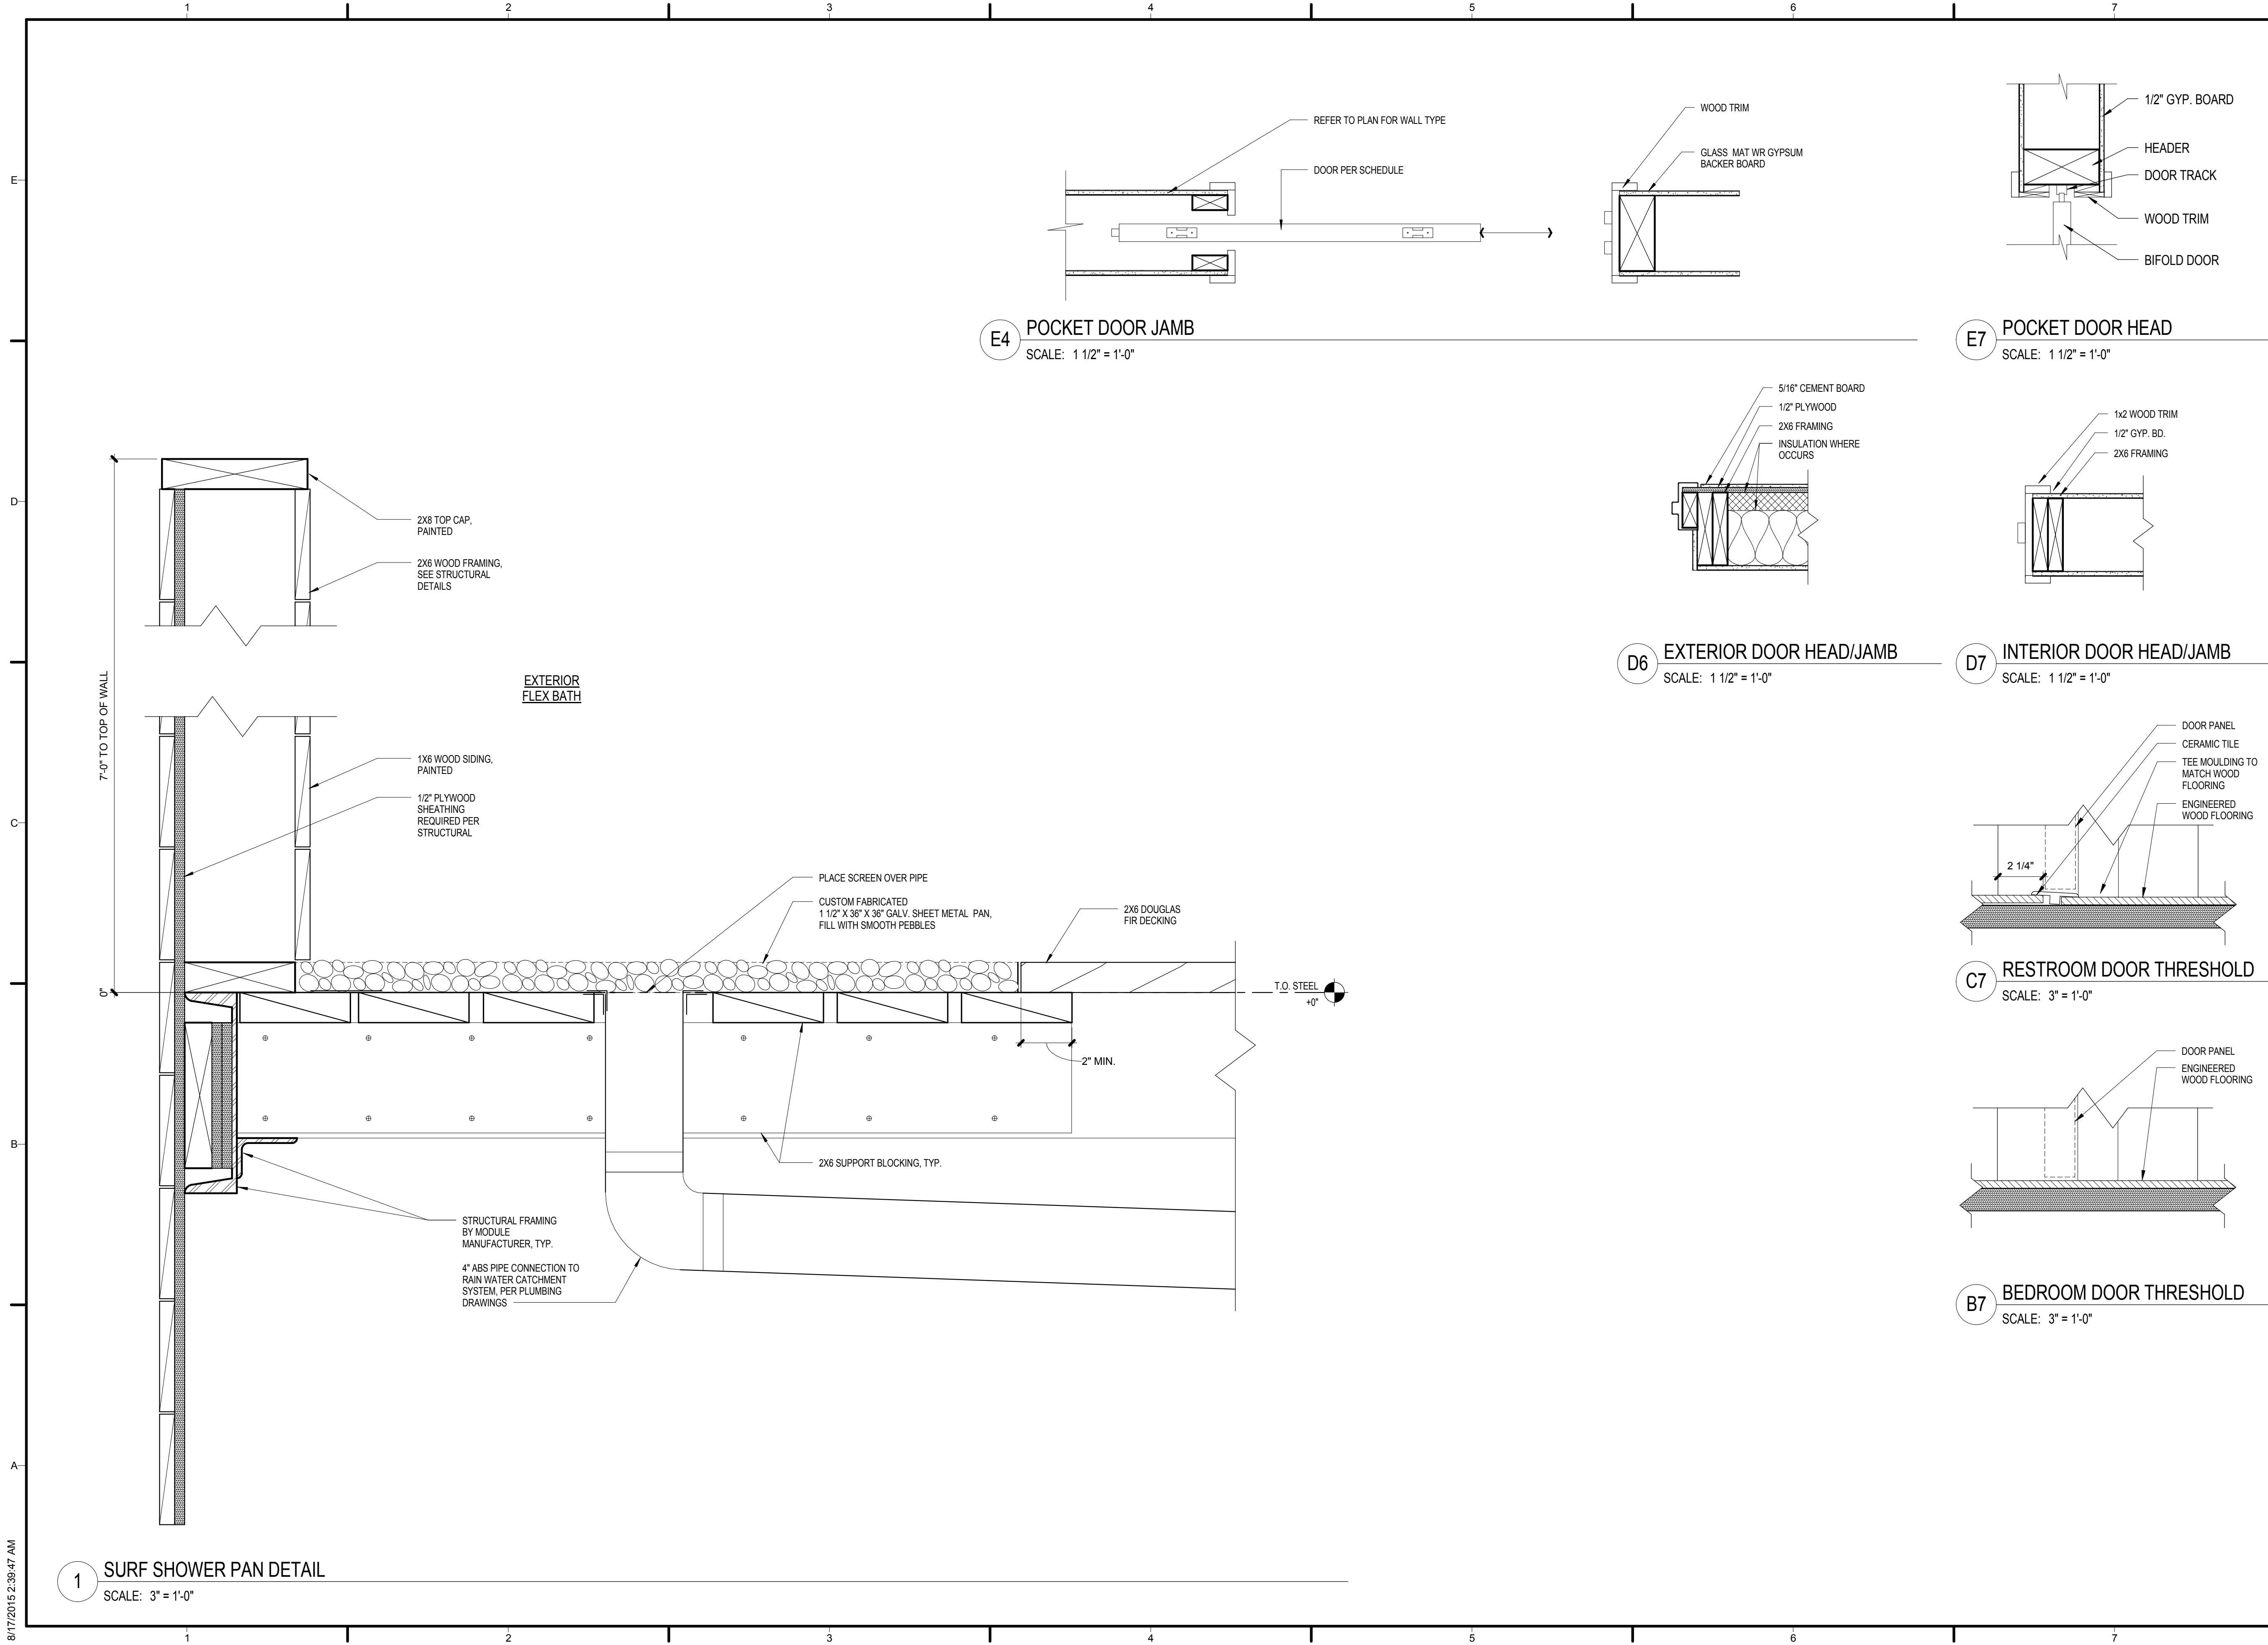 1 2 3 4 5 6 7
E
D
C
B
A
REFER TO PLAN FOR WALL TYPE
DOOR PER SCHEDULE
WOOD TRIM
GLASS MAT WR GYPSUM
BACKER BOARD
E4
POCKET DOOR JAMB
SCALE: 1 1/2" = 1'-0"
1/2" GYP. BOARD
HEADER
DOOR TRACK
WOOD TRIM
BIFOLD DOOR
E7
POCKET DOOR HEAD
SCALE: 1 1/2" = 1'-0"
5/16" CEMENT BOARD
1/2" PLYWOOD
2X6 FRAMING
INSULATION WHERE
OCCURS
D6
EXTERIOR DOOR HEAD/JAMB
SCALE: 1 1/2" = 1'-0"
1x2 WOOD TRIM
1/2" GYP. BD.
2X6 FRAMING
D7
INTERIOR DOOR HEAD/JAMB
SCALE: 1 1/2" = 1'-0"
DOOR PANEL
CERAMIC TILE
TEE MOULDING TO
MATCH WOOD
FLOORING
ENGINEERED
WOOD FLOORING
2 1/4"
C7
RESTROOM DOOR THRESHOLD
SCALE: 3" = 1'-0"
DOOR PANEL
ENGINEERED
WOOD FLOORING
B7
BEDROOM DOOR THRESHOLD
SCALE: 3" = 1'-0"
2X8 TOP CAP,
PAINTED
2X6 WOOD FRAMING,
SEE STRUCTURAL
DETAILS
7'-0" TO TOP OF WALL
0"
EXTERIOR
FLEX BATH
1X6 WOOD SIDING,
PAINTED
1/2" PLYWOOD
SHEATHING
REQUIRED PER
STRUCTURAL
PLACE SCREEN OVER PIPE
CUSTOM FABRICATED
1 1/2" X 36" X 36" GALV. SHEET METAL PAN,
FILL WITH SMOOTH PEBBLES
2X6 DOUGLAS
FIR DECKING
T.O. STEEL
+0"
2" MIN.
2X6 SUPPORT BLOCKING, TYP.
STRUCTURAL FRAMING
BY MODULE
MANUFACTURER, TYP.
4" ABS PIPE CONNECTION TO
RAIN WATER CATCHMENT
SYSTEM, PER PLUMBING
DRAWINGS
1
SURF SHOWER PAN DETAIL
SCALE: 3" = 1'-0"
8/17/2015 2:39:47 AM
1 2 3 4 5 6 7